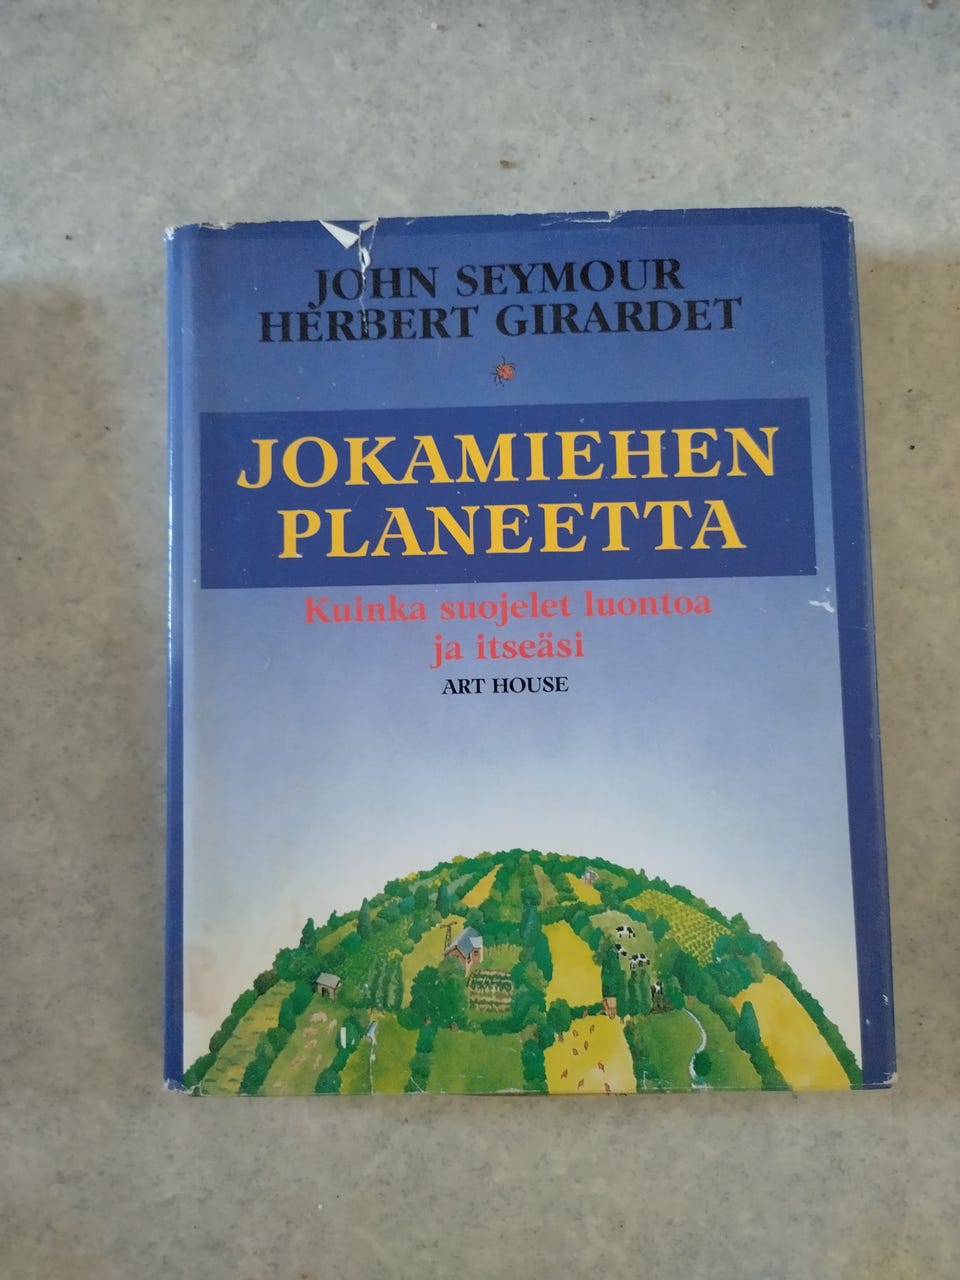 JOHN SEYMOUR
HERBERT GIRARDET
JOKAMIEHEN
PLANEETTA
Kuinka suojelet luontoa
ja itseäsi
ART HOUSE